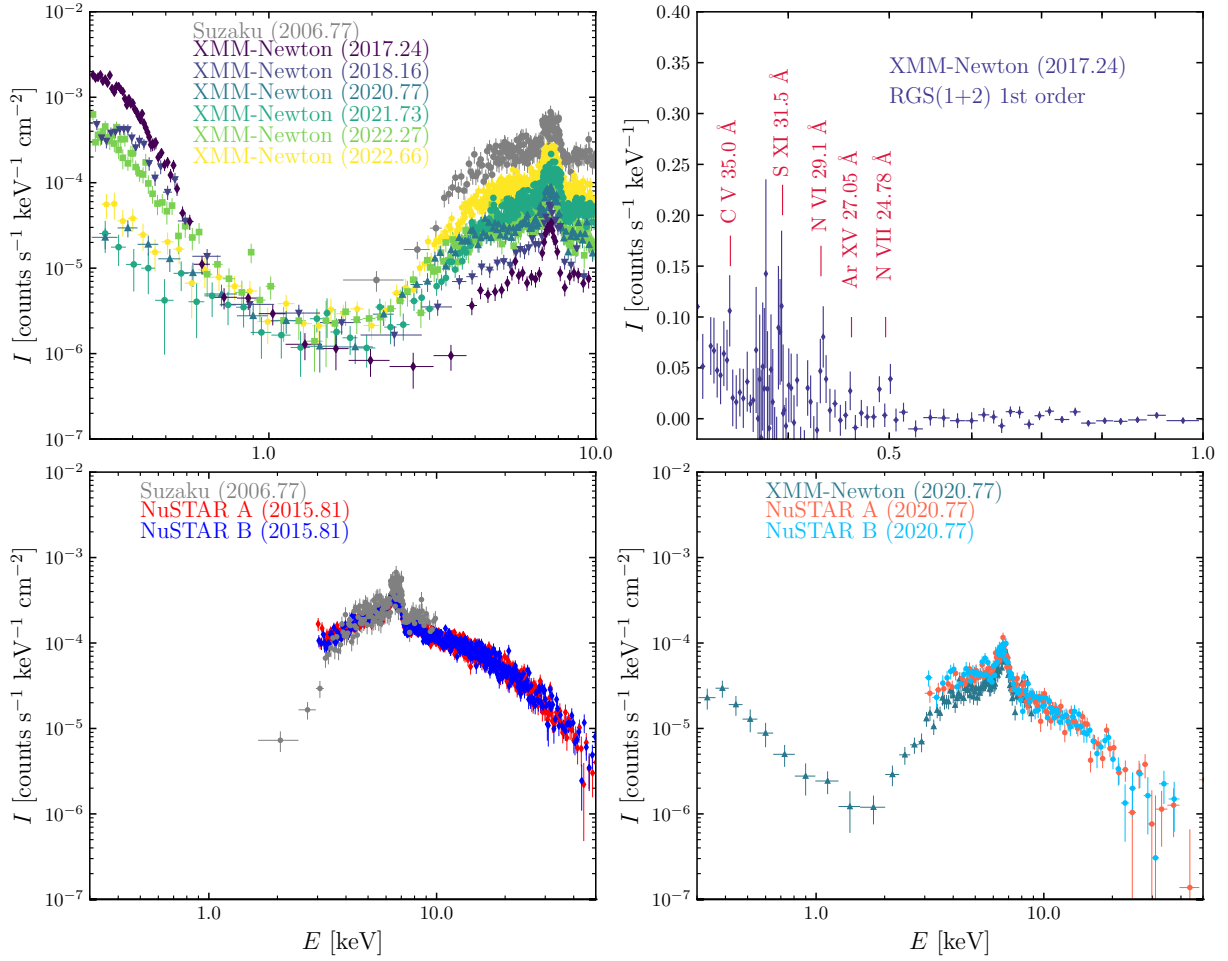 Suzaku (2006.77)
XMM-Newton (2017.24)
XMM-Newton (2018.16)
XMM-Newton (2020.77)
XMM-Newton (2021.73)
XMM-Newton (2022.27)
XMM-Newton (2022.66)
I [counts s⁻¹ keV⁻¹ cm⁻²]
10⁻²
10⁻³
10⁻⁴
10⁻⁵
10⁻⁶
10⁻⁷
1.0
10.0
XMM-Newton (2017.24)
RGS(1+2) 1st order
C V 35.0 Å
S XI 31.5 Å
N VI 29.1 Å
Ar XV 27.05 Å
N VII 24.78 Å
I [counts s⁻¹ keV⁻¹]
0.40
0.35
0.30
0.25
0.20
0.15
0.10
0.05
0.00
0.5
1.0
Suzaku (2006.77)
NuSTAR A (2015.81)
NuSTAR B (2015.81)
I [counts s⁻¹ keV⁻¹ cm⁻²]
10⁻²
10⁻³
10⁻⁴
10⁻⁵
10⁻⁶
10⁻⁷
1.0
10.0
E [keV]
XMM-Newton (2020.77)
NuSTAR A (2020.77)
NuSTAR B (2020.77)
I [counts s⁻¹ keV⁻¹ cm⁻²]
10⁻²
10⁻³
10⁻⁴
10⁻⁵
10⁻⁶
10⁻⁷
1.0
10.0
E [keV]